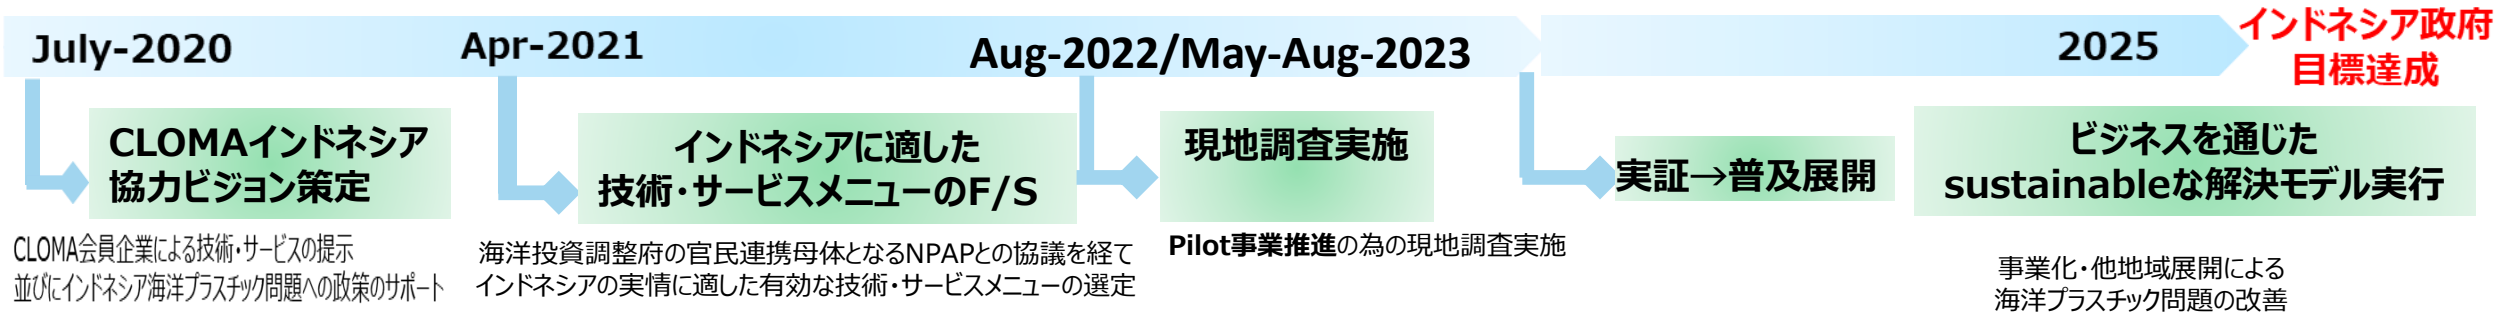 July-2020
Apr-2021
Aug-2022/May-Aug-2023
2025
インドネシア政府
目標達成
CLOMAインドネシア
協力ビジョン策定
CLOMA会員企業による技術・サービスの提示
並びにインドネシア海洋プラスチック問題への政策のサポート
インドネシアに適した
技術・サービスメニューのF/S
海洋投資調整府の官民連携母体となるNPAPとの協議を経て
インドネシアの実情に適した有効な技術・サービスメニューの選定
現地調査実施
Pilot事業推進の為の現地調査実施
実証→普及展開
ビジネスを通じた
sustainableな解決モデル実行
事業化・他地域展開による
海洋プラスチック問題の改善